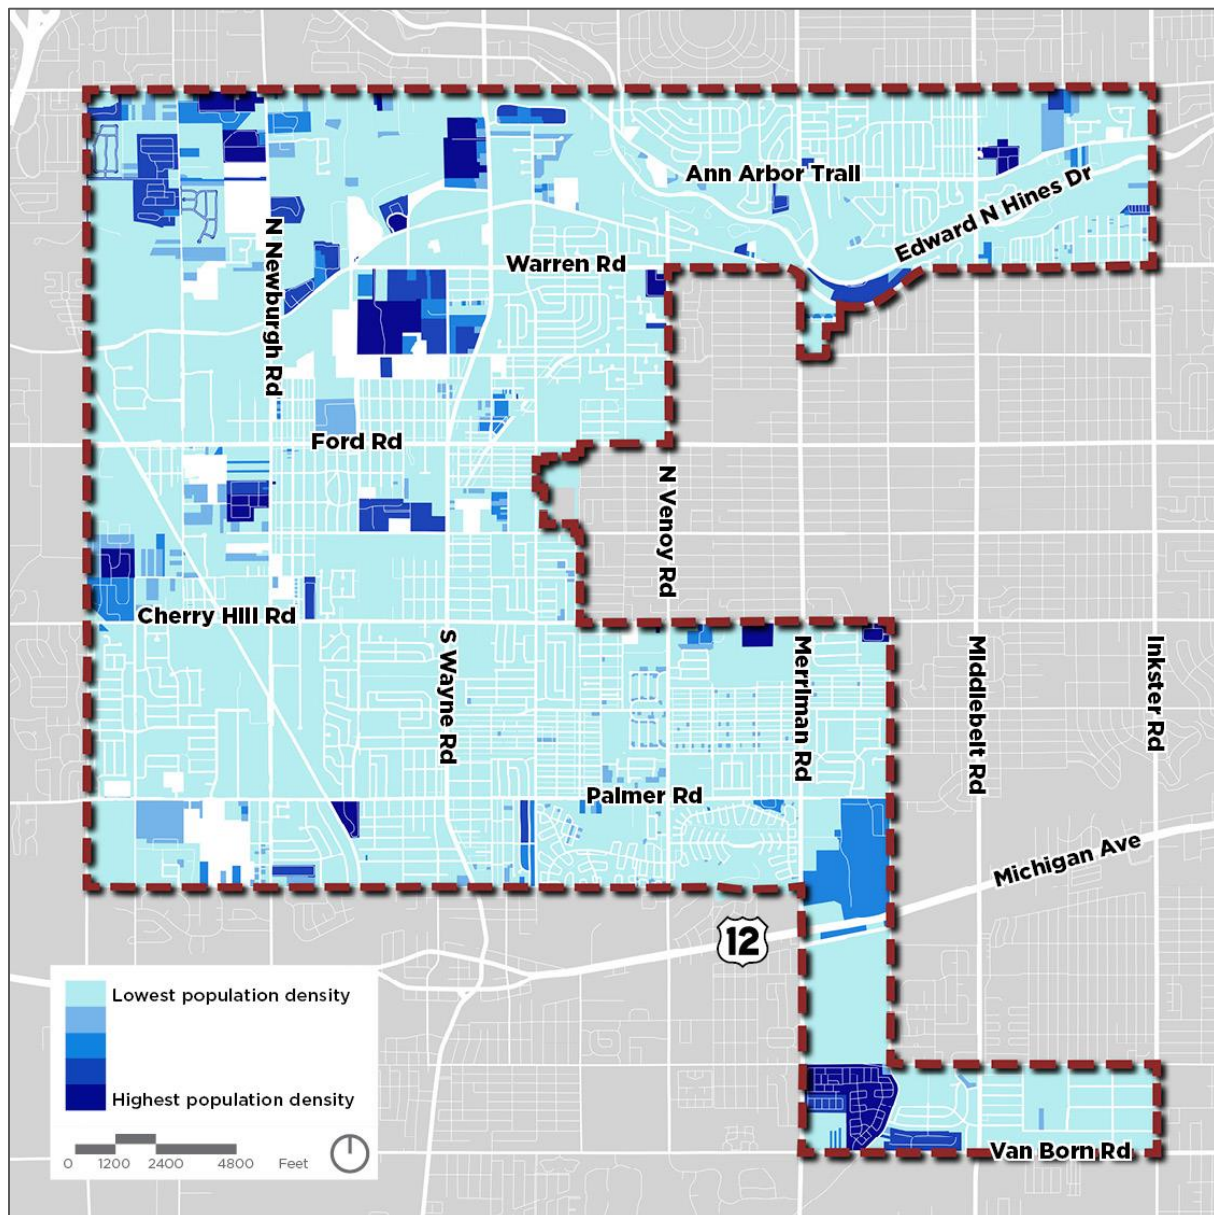 Ann Arbor Trail
Edward N Hines Dr
N Newburgh Rd
Warren Rd
Ford Rd
N Venoy Rd
Cherry Hill Rd
S Wayne Rd
Merriman Rd
Middlebelt Rd
Inkster Rd
Palmer Rd
Michigan Ave
12
Lowest population density
Highest population density
0 1200 2400 4800 Feet
Van Born Rd